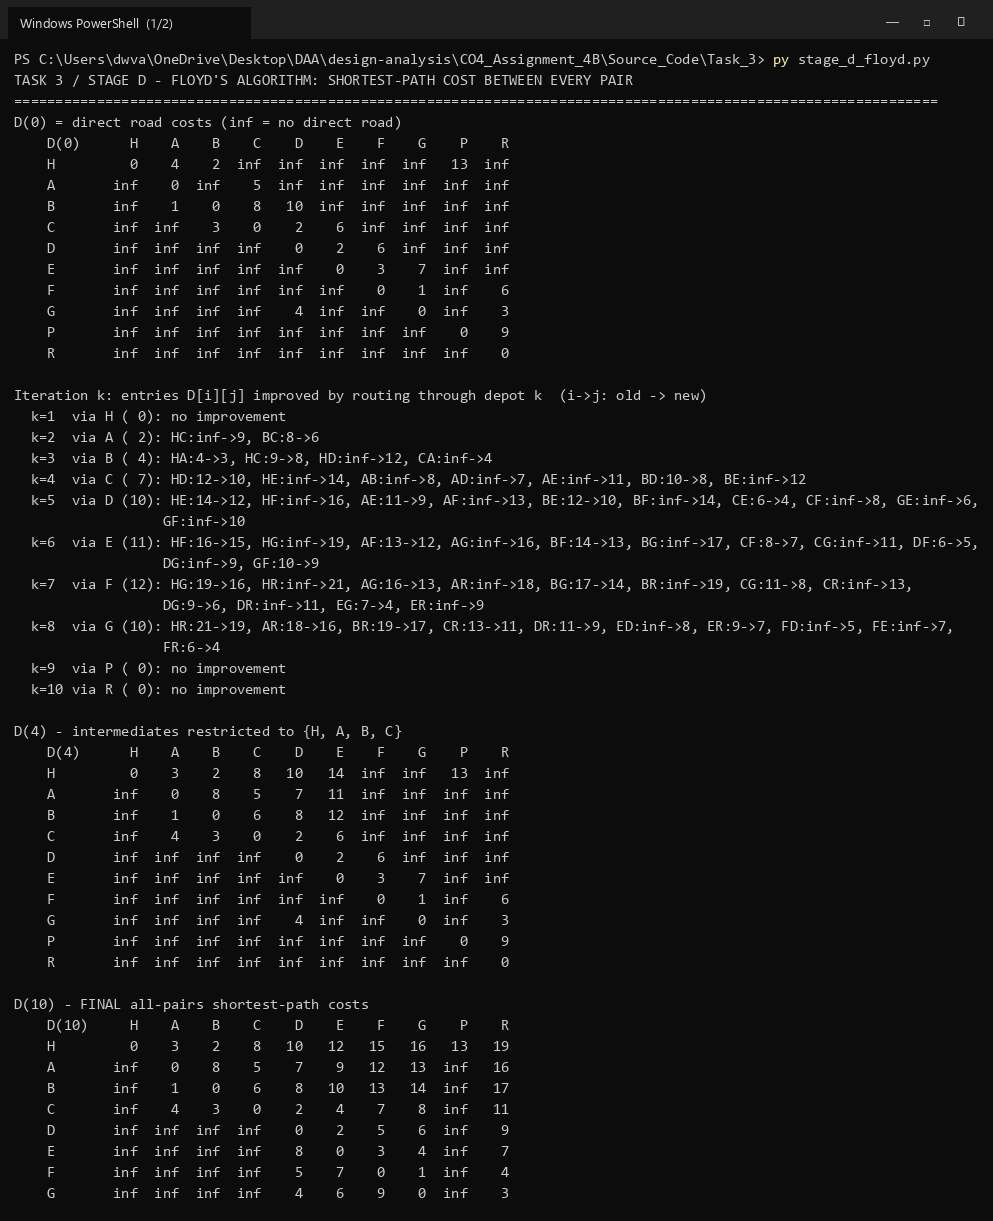 Windows PowerShell  (1/2)
PS C:\Users\dwva\OneDrive\Desktop\DAA\design-analysis\CO4_Assignment_4B\Source_Code\Task_3> py stage_d_floyd.py
TASK 3 / STAGE D - FLOYD'S ALGORITHM: SHORTEST-PATH COST BETWEEN EVERY PAIR
================================================================================================================
D(0) = direct road costs (inf = no direct road)
    D(0)      H    A    B    C    D    E    F    G    P    R
    H         0    4    2  inf  inf  inf  inf  inf   13  inf
    A       inf    0  inf    5  inf  inf  inf  inf  inf  inf
    B       inf    1    0    8   10  inf  inf  inf  inf  inf
    C       inf  inf    3    0    2    6  inf  inf  inf  inf
    D       inf  inf  inf  inf    0    2    6  inf  inf  inf
    E       inf  inf  inf  inf  inf    0    3    7  inf  inf
    F       inf  inf  inf  inf  inf  inf    0    1  inf    6
    G       inf  inf  inf  inf    4  inf  inf    0  inf    3
    P       inf  inf  inf  inf  inf  inf  inf  inf    0    9
    R       inf  inf  inf  inf  inf  inf  inf  inf  inf    0

Iteration k: entries D[i][j] improved by routing through depot k  (i->j: old -> new)
  k=1  via H ( 0): no improvement
  k=2  via A ( 2): HC:inf->9, BC:8->6
  k=3  via B ( 4): HA:4->3, HC:9->8, HD:inf->12, CA:inf->4
  k=4  via C ( 7): HD:12->10, HE:inf->14, AB:inf->8, AD:inf->7, AE:inf->11, BD:10->8, BE:inf->12
  k=5  via D (10): HE:14->12, HF:inf->16, AE:11->9, AF:inf->13, BE:12->10, BF:inf->14, CE:6->4, CF:inf->8, GE:inf->6,
                  GF:inf->10
  k=6  via E (11): HF:16->15, HG:inf->19, AF:13->12, AG:inf->16, BF:14->13, BG:inf->17, CF:8->7, CG:inf->11, DF:6->5,
                  DG:inf->9, GF:10->9
  k=7  via F (12): HG:19->16, HR:inf->21, AG:16->13, AR:inf->18, BG:17->14, BR:inf->19, CG:11->8, CR:inf->13,
                  DG:9->6, DR:inf->11, EG:7->4, ER:inf->9
  k=8  via G (10): HR:21->19, AR:18->16, BR:19->17, CR:13->11, DR:11->9, ED:inf->8, ER:9->7, FD:inf->5, FE:inf->7,
                  FR:6->4
  k=9  via P ( 0): no improvement
  k=10 via R ( 0): no improvement

D(4) - intermediates restricted to {H, A, B, C}
    D(4)      H    A    B    C    D    E    F    G    P    R
    H         0    3    2    8   10   14  inf  inf   13  inf
    A       inf    0    8    5    7   11  inf  inf  inf  inf
    B       inf    1    0    6    8   12  inf  inf  inf  inf
    C       inf    4    3    0    2    6  inf  inf  inf  inf
    D       inf  inf  inf  inf    0    2    6  inf  inf  inf
    E       inf  inf  inf  inf  inf    0    3    7  inf  inf
    F       inf  inf  inf  inf  inf  inf    0    1  inf    6
    G       inf  inf  inf  inf    4  inf  inf    0  inf    3
    P       inf  inf  inf  inf  inf  inf  inf  inf    0    9
    R       inf  inf  inf  inf  inf  inf  inf  inf  inf    0

D(10) - FINAL all-pairs shortest-path costs
    D(10)     H    A    B    C    D    E    F    G    P    R
    H         0    3    2    8   10   12   15   16   13   19
    A       inf    0    8    5    7    9   12   13  inf   16
    B       inf    1    0    6    8   10   13   14  inf   17
    C       inf    4    3    0    2    4    7    8  inf   11
    D       inf  inf  inf  inf    0    2    5    6  inf    9
    E       inf  inf  inf  inf    8    0    3    4  inf    7
    F       inf  inf  inf  inf    5    7    0    1  inf    4
    G       inf  inf  inf  inf    4    6    9    0  inf    3